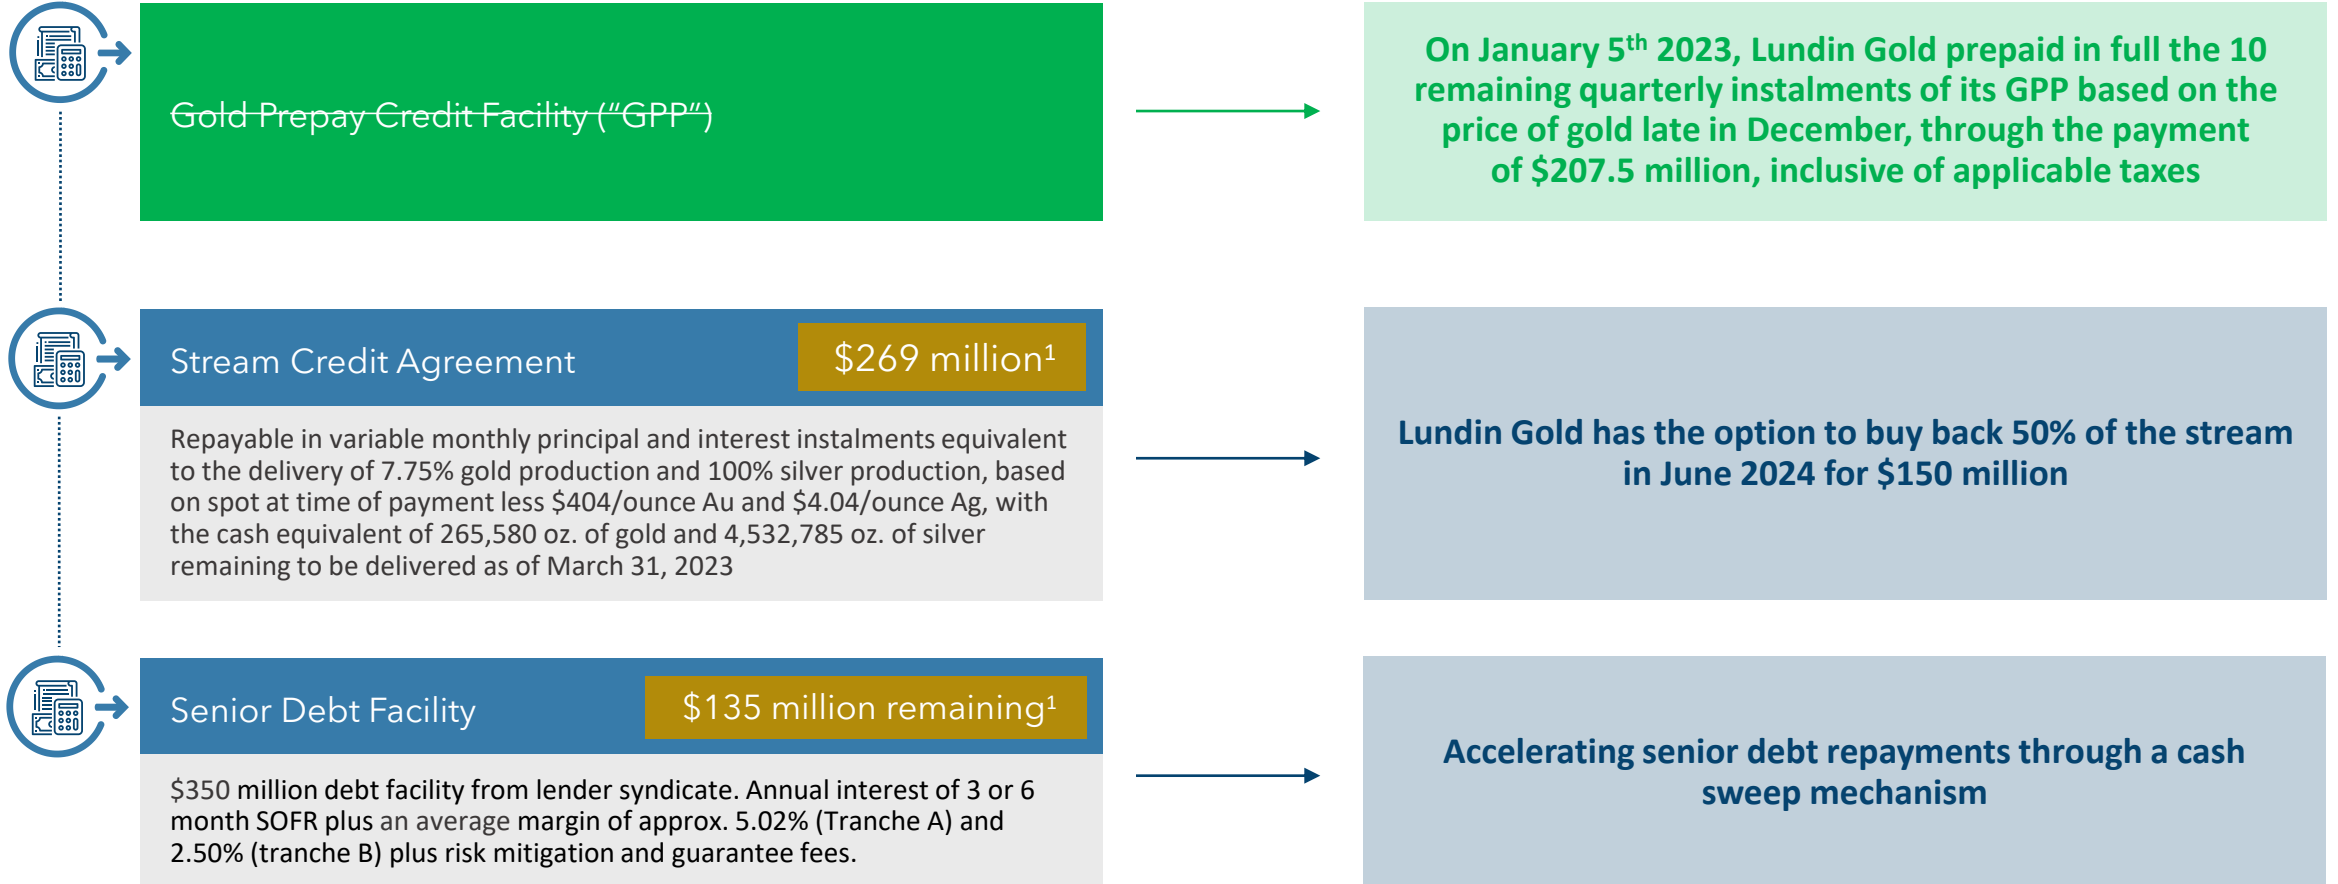 Gold Prepay Credit Facility (“GPP”)
On January 5th 2023, Lundin Gold prepaid in full the 10
remaining quarterly instalments of its GPP based on the
price of gold late in December, through the payment
of $207.5 million, inclusive of applicable taxes
Stream Credit Agreement
$269 million1
Repayable in variable monthly principal and interest instalments equivalent
to the delivery of 7.75% gold production and 100% silver production, based
on spot at time of payment less $404/ounce Au and $4.04/ounce Ag, with
the cash equivalent of 265,580 oz. of gold and 4,532,785 oz. of silver
remaining to be delivered as of March 31, 2023
Lundin Gold has the option to buy back 50% of the stream
in June 2024 for $150 million
Senior Debt Facility
$135 million remaining1
$350 million debt facility from lender syndicate. Annual interest of 3 or 6
month SOFR plus an average margin of approx. 5.02% (Tranche A) and
2.50% (tranche B) plus risk mitigation and guarantee fees.
Accelerating senior debt repayments through a cash
sweep mechanism